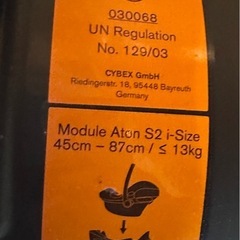 030068
UN Regulation
No. 129/03
CYBEX GmbH
Riedingerstr. 18, 95448 Bayreuth
Germany
Module Aton S2 i-Size
45cm – 87cm / ≤ 13kg